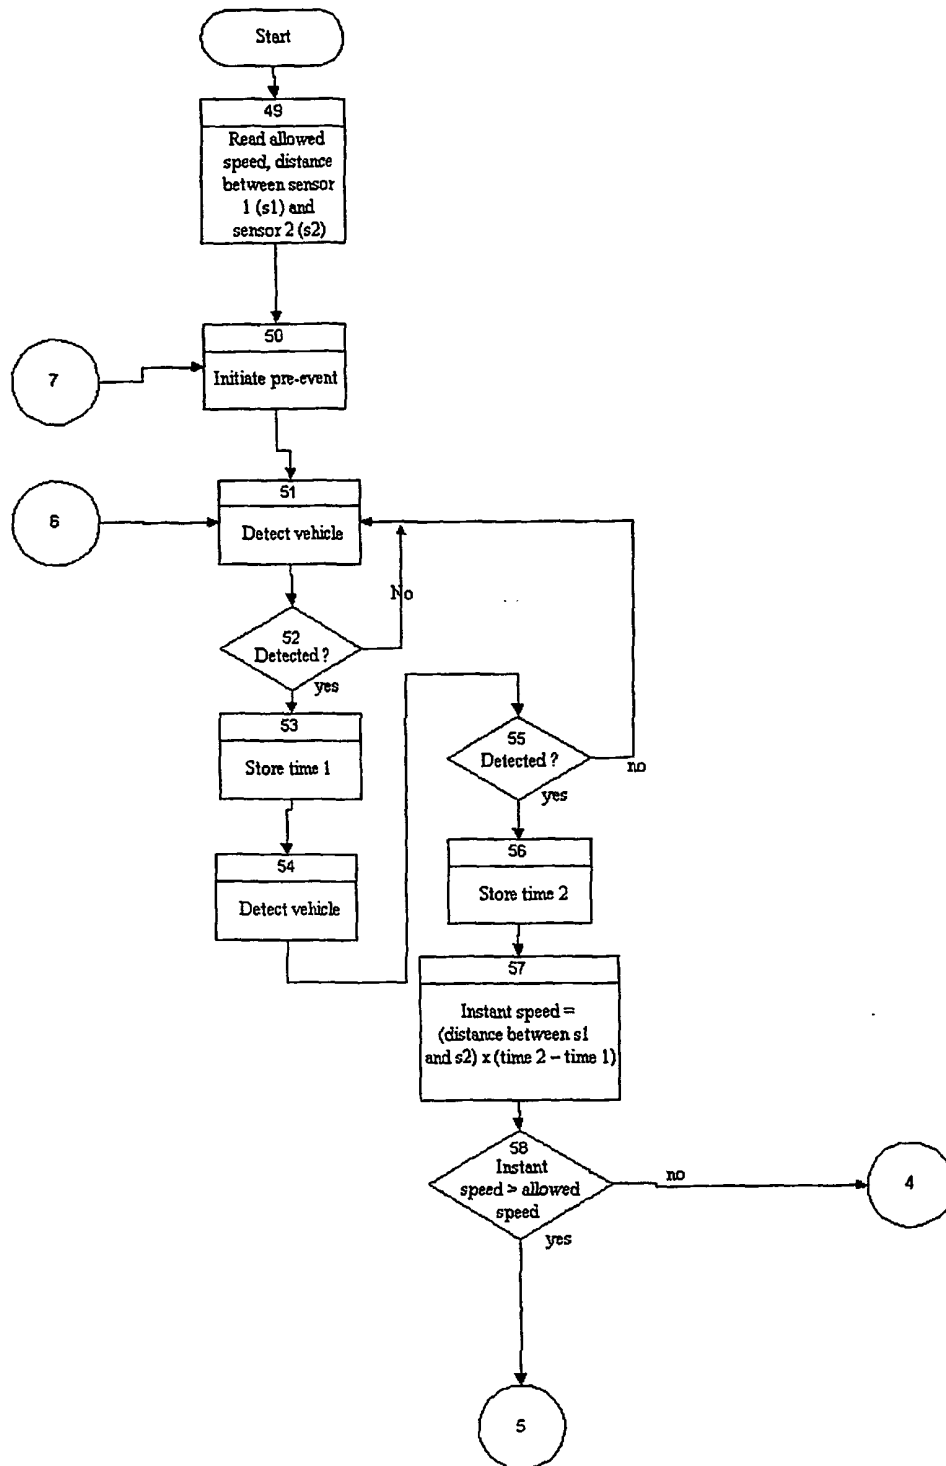 Start
49
Read allowed
speed, distance
between sensor
1 (s1) and
sensor 2 (s2)
50
Initiate pre-event
7
51
Detect vehicle
6
No
52
Detected ?
yes
53
Store time 1
54
Detect vehicle
55
Detected ?
no
yes
56
Store time 2
57
Instant speed =
(distance between s1
and s2) x (time 2 – time 1)
58
Instant
speed > allowed
speed
no
4
yes
5